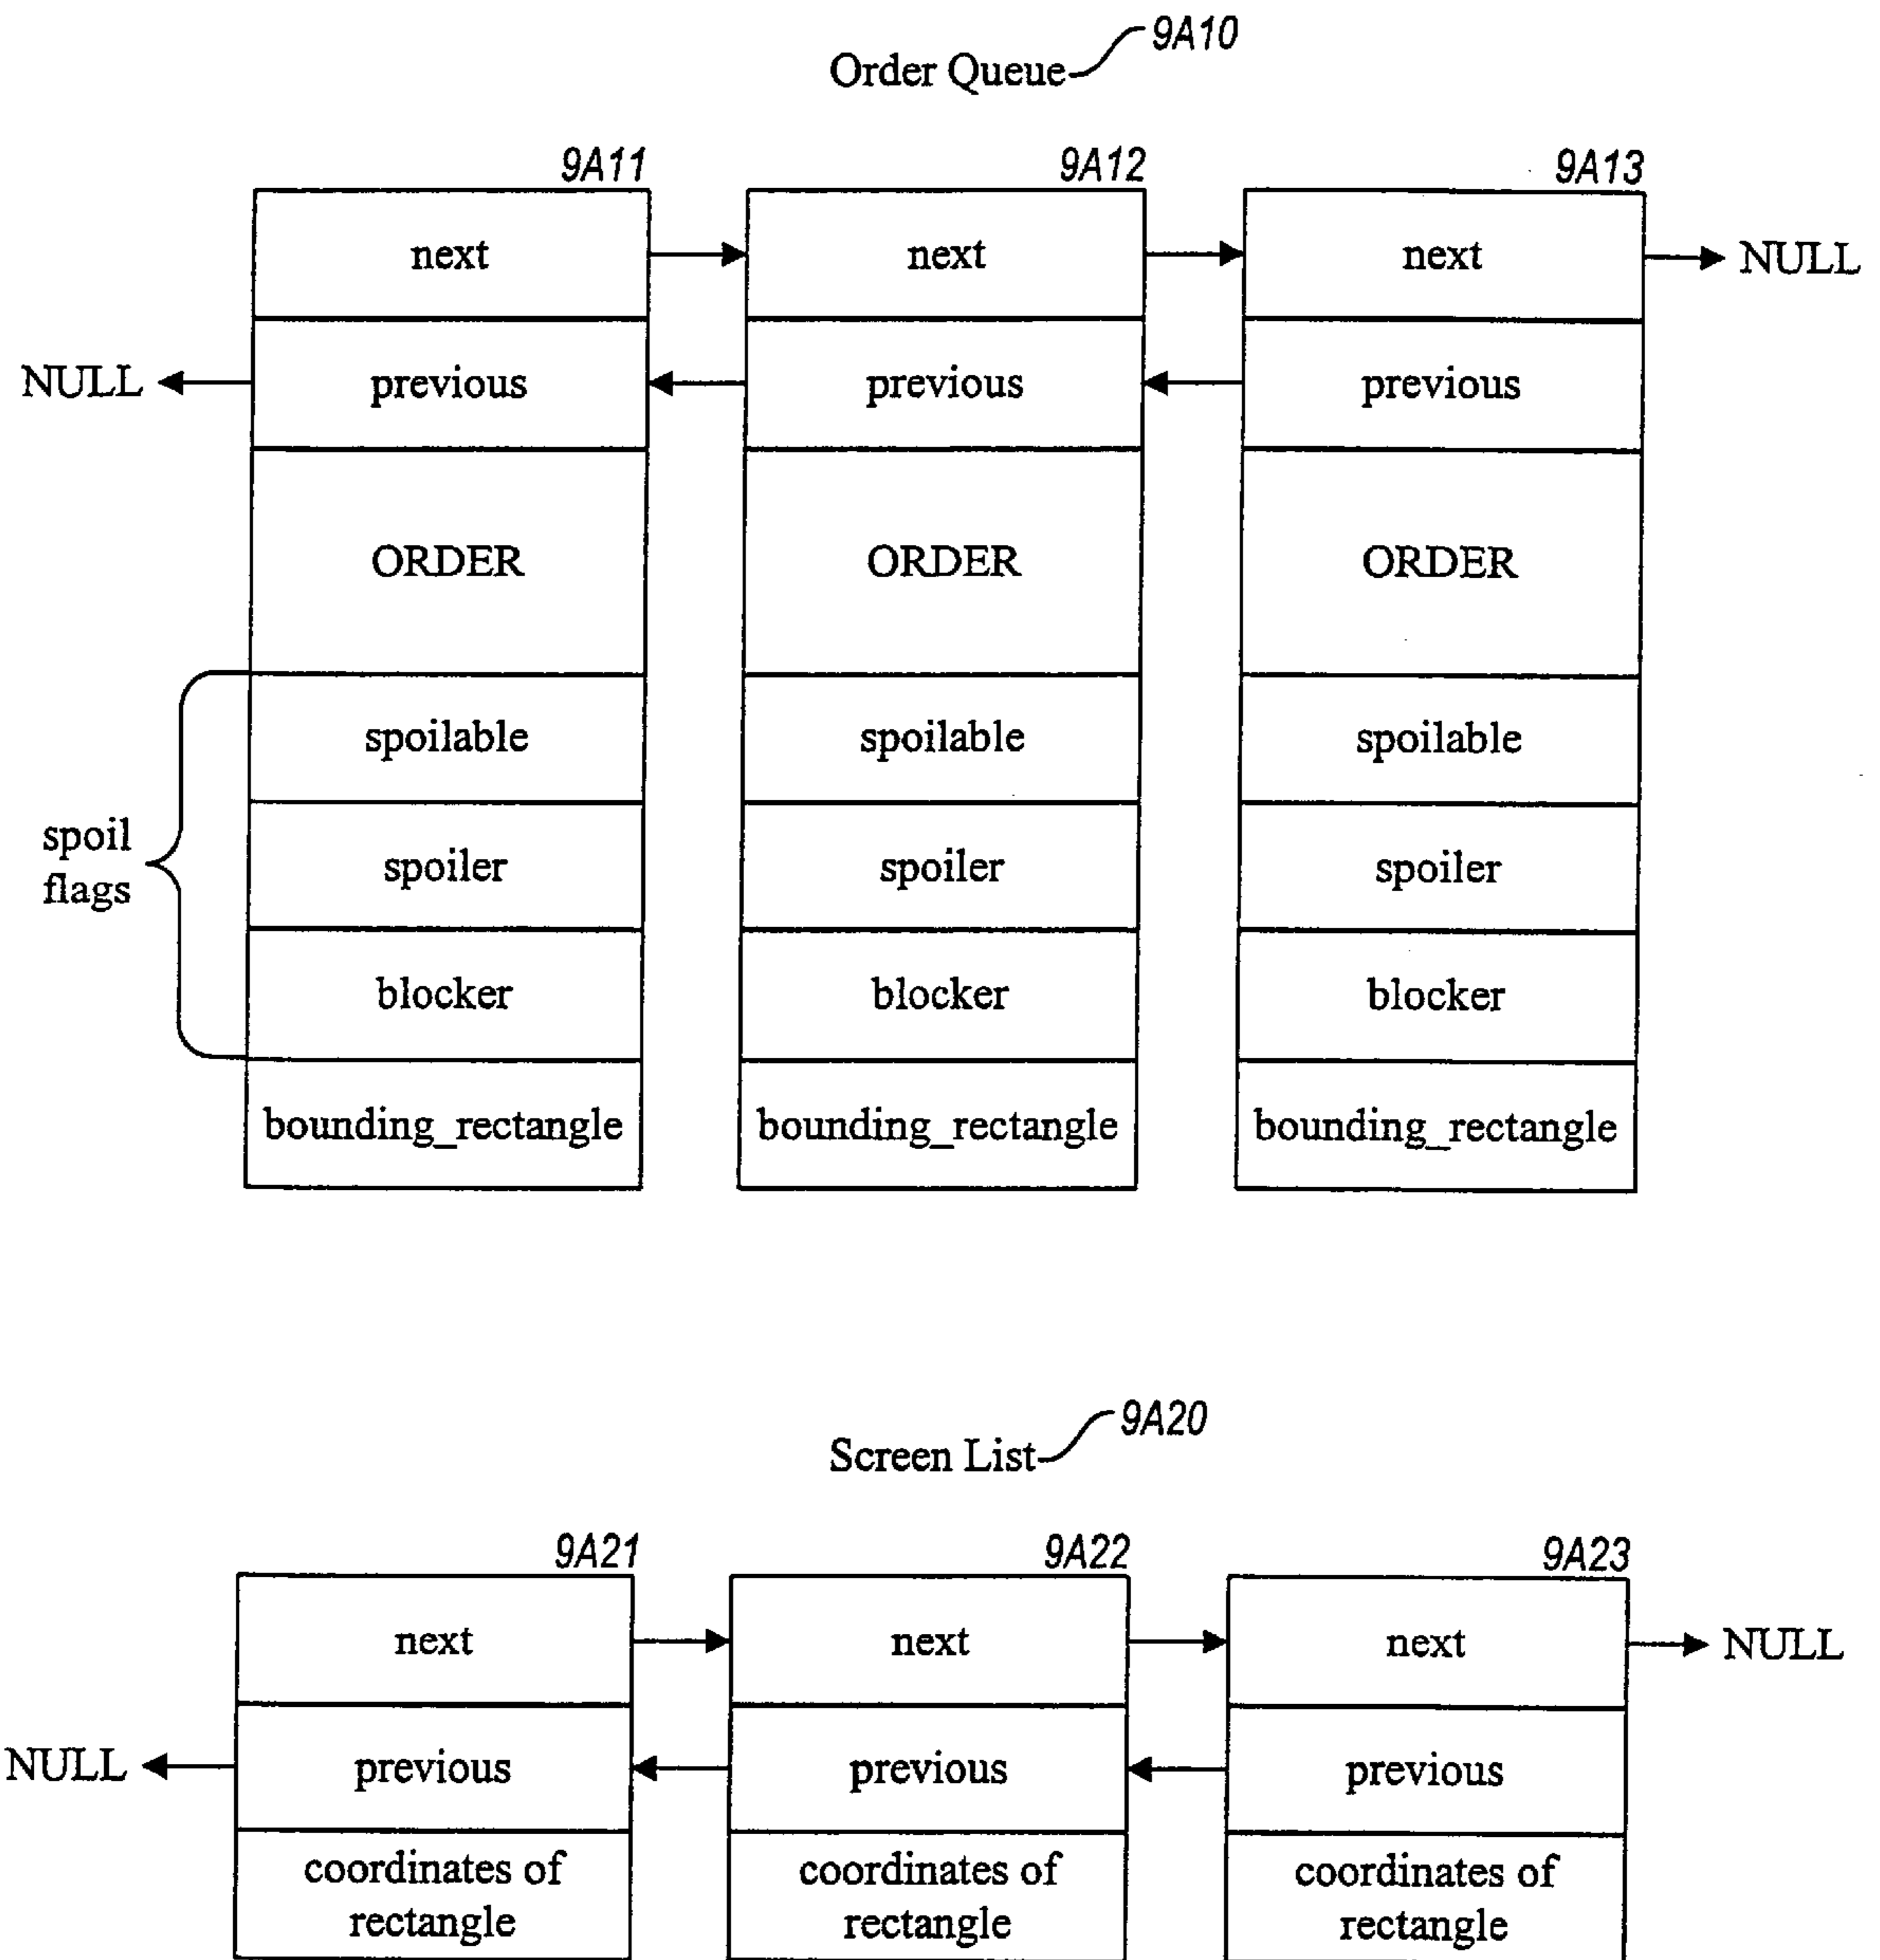 9A10
Order Queue
9A11 9A12 9A13
next next next NULL
NULL previous previous previous
ORDER ORDER ORDER
spoilable spoilable spoilable
spoil
flags
spoiler spoiler spoiler
blocker blocker blocker
bounding_rectangle bounding_rectangle bounding_rectangle
9A20
Screen List
9A21 9A22 9A23
next next next NULL
NULL previous previous previous
coordinates of coordinates of coordinates of
rectangle rectangle rectangle